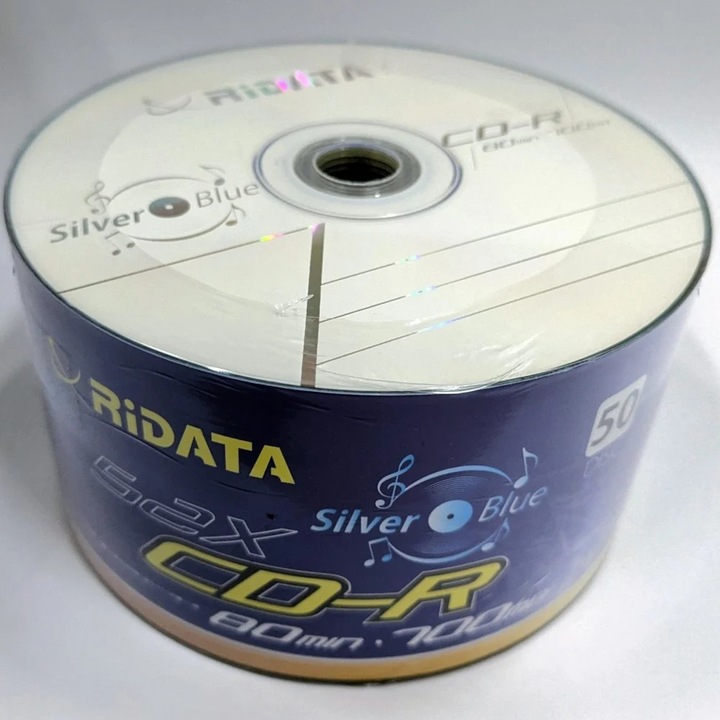 RiDATA
CD-R
80min · 700MB
Silver Blue
RiDATA
50
52x
Silver Blue
CD-R
80min · 700MB